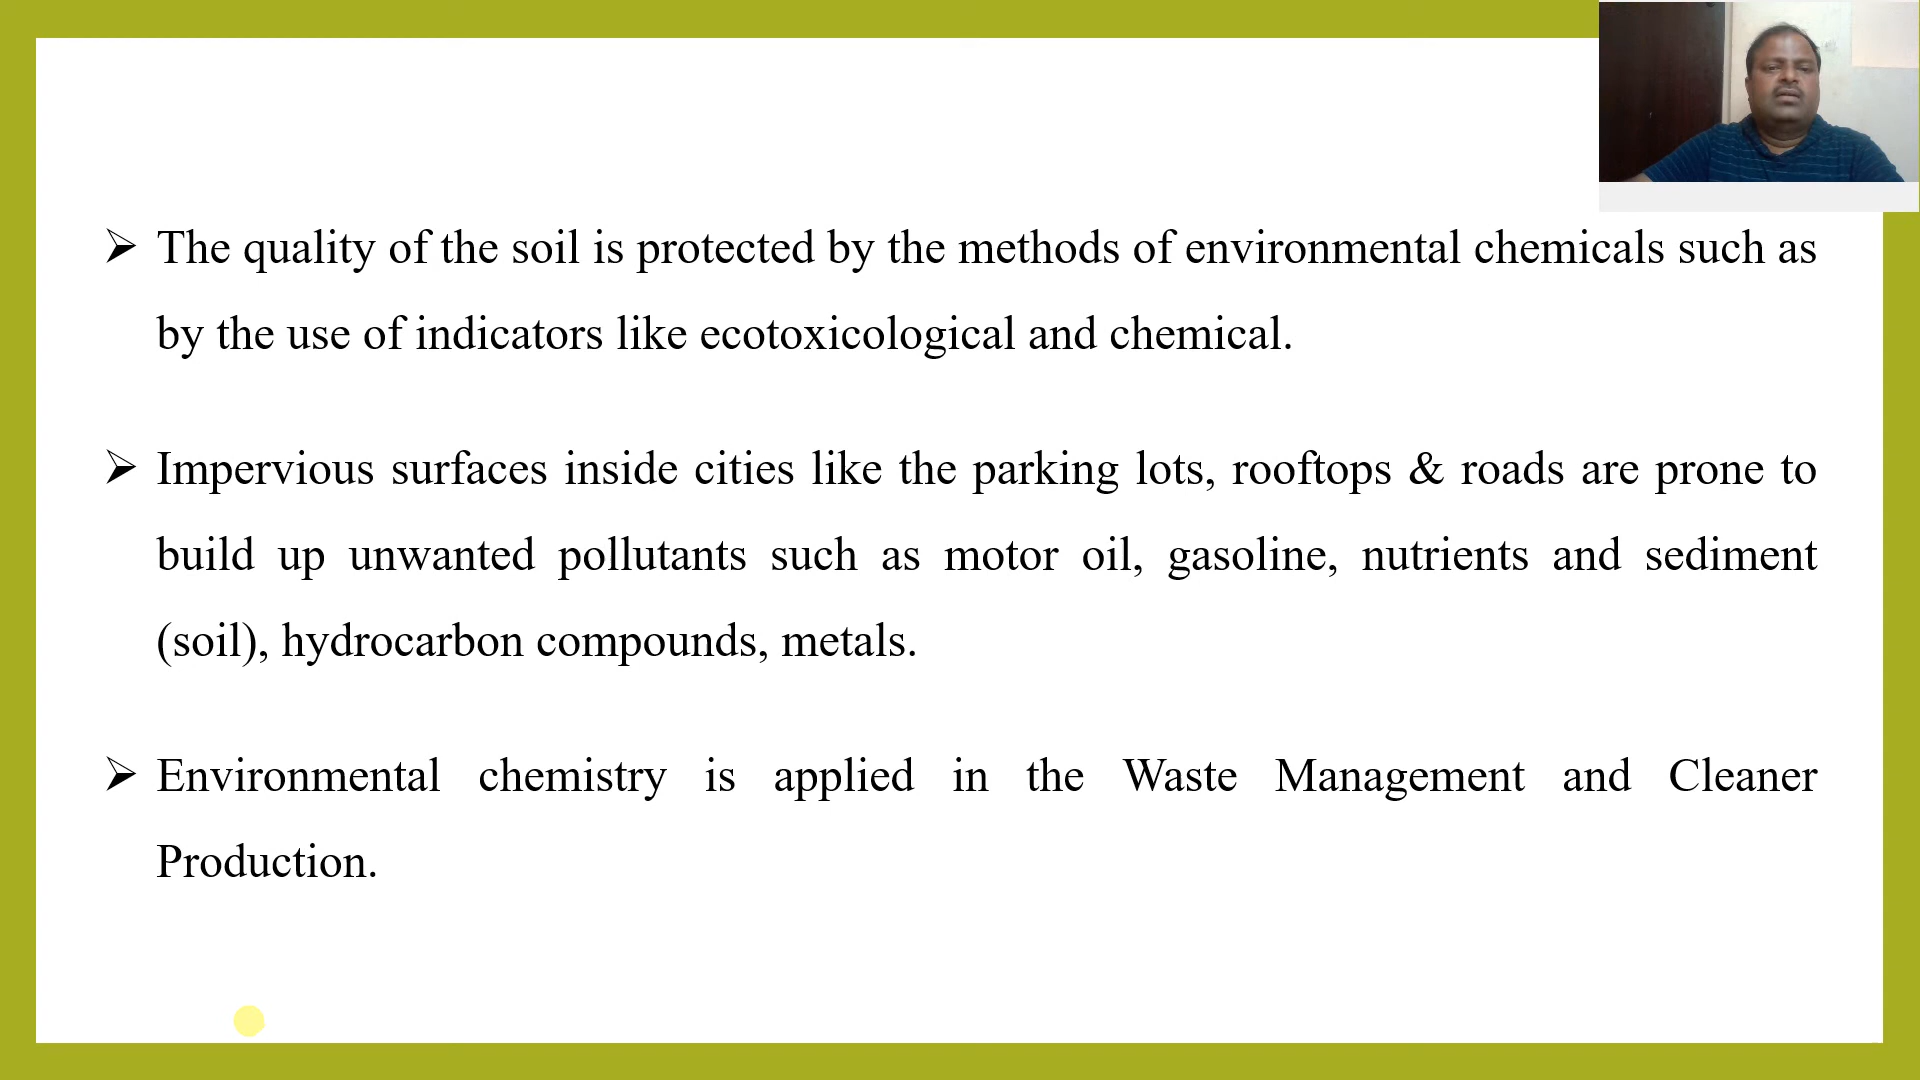 The quality of the soil is protected by the methods of environmental chemicals such as
by the use of indicators like ecotoxicological and chemical.
Impervious surfaces inside cities like the parking lots, rooftops & roads are prone to
build up unwanted pollutants such as motor oil, gasoline, nutrients and sediment
(soil), hydrocarbon compounds, metals.
Environmental chemistry is applied in the Waste Management and Cleaner
Production.